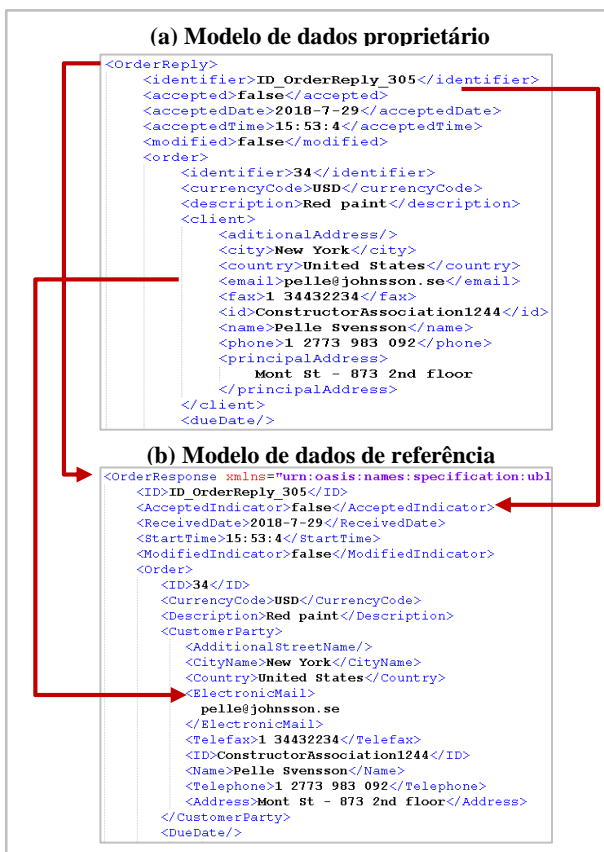 (a) Modelo de dados proprietário
<OrderReply>
<identifier>ID_OrderReply_305</identifier>
<accepted>false</accepted>
<acceptedDate>2018-7-29</acceptedDate>
<acceptedTime>15:53:4</acceptedTime>
<modified>false</modified>
<order>
<identifier>34</identifier>
<currencyCode>USD</currencyCode>
<description>Red paint</description>
<client>
<aditionalAddress/>
<city>New York</city>
<country>United States</country>
<email>pelle@johnsson.se</email>
<fax>1 34432234</fax>
<id>ConstructorAssociation1244</id>
<name>Pelle Svensson</name>
<phone>1 2773 983 092</phone>
<principalAddress>
Mont St - 873 2nd floor
</principalAddress>
</client>
<dueDate/>
(b) Modelo de dados de referência
<OrderResponse xmlns="urn:oasis:names:specification:ubl
<ID>ID_OrderReply_305</ID>
<AcceptedIndicator>false</AcceptedIndicator>
<ReceivedDate>2018-7-29</ReceivedDate>
<StartTime>15:53:4</StartTime>
<ModifiedIndicator>false</ModifiedIndicator>
<Order>
<ID>34</ID>
<CurrencyCode>USD</CurrencyCode>
<Description>Red paint</Description>
<CustomerParty>
<AdditionalStreetName/>
<CityName>New York</CityName>
<Country>United States</Country>
<ElectronicMail>
pelle@johnsson.se
</ElectronicMail>
<Telefax>1 34432234</Telefax>
<ID>ConstructorAssociation1244</ID>
<Name>Pelle Svensson</Name>
<Telephone>1 2773 983 092</Telephone>
<Address>Mont St - 873 2nd floor</Address>
</CustomerParty>
<DueDate/>